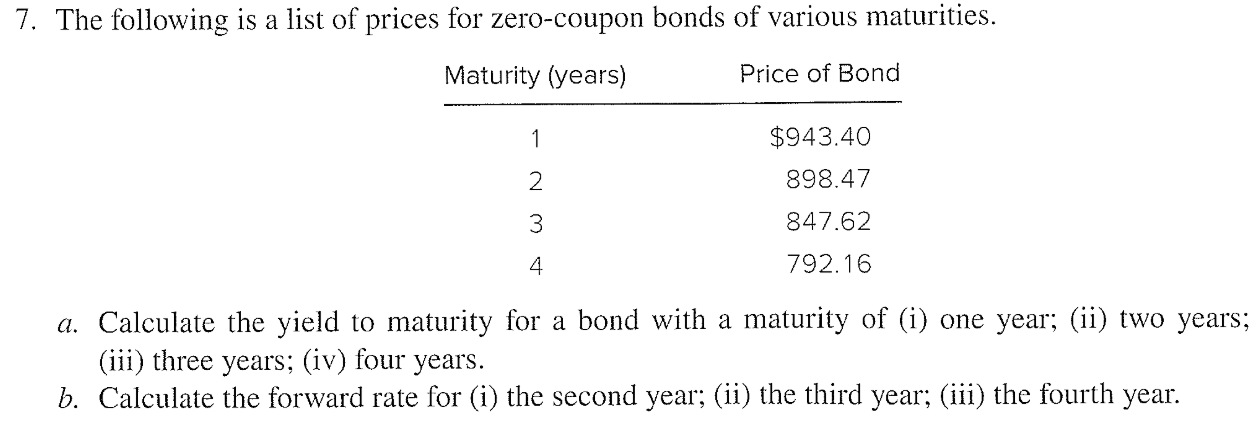 7. The following is a list of prices for zero-coupon bonds of various maturities.
Maturity (years) Price of Bond
1 $943.40
2 898.47
3 847.62
4 792.16
a. Calculate the yield to maturity for a bond with a maturity of (i) one year; (ii) two years;
(iii) three years; (iv) four years.
b. Calculate the forward rate for (i) the second year; (ii) the third year; (iii) the fourth year.